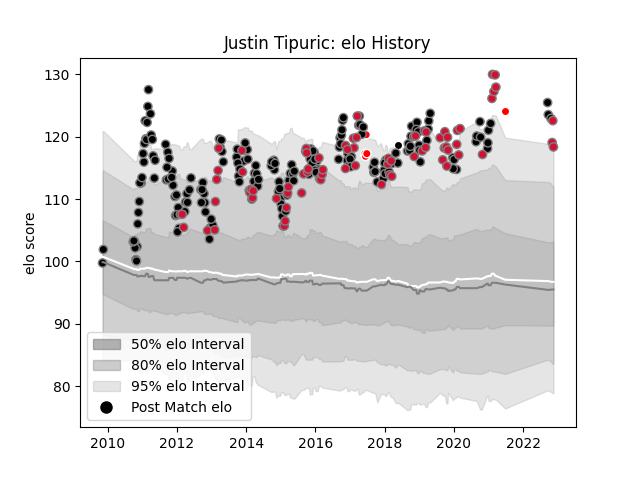 Justin Tipuric: elo History
elo score
130
120
110
100
90
80
50% elo Interval
80% elo Interval
95% elo Interval
Post Match elo
2010
2012
2014
2016
2018
2020
2022